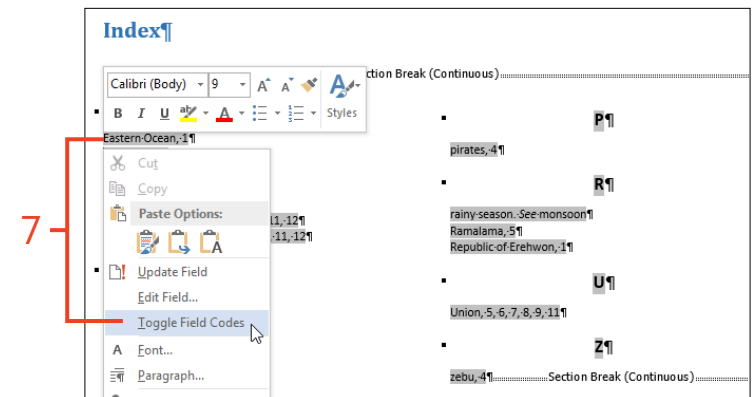 Index¶
ction Break (Continuous)
Calibri (Body) 9 A A A
B I U ab A Styles
P¶
Eastern·Ocean,·1¶
pirates,·4¶
Cut
Copy
R¶
Paste Options:
11,·12¶
rainy·season.·See·monsoon¶
·11,·12¶
Ramalama,·5¶
7
Republic·of·Erehwon,·1¶
Update Field
U¶
Edit Field...
Union,·5,·6,·7,·8,·9,·11¶
Toggle Field Codes
A Font...
Z¶
Paragraph...
zebu,·4¶ Section Break (Continuous)